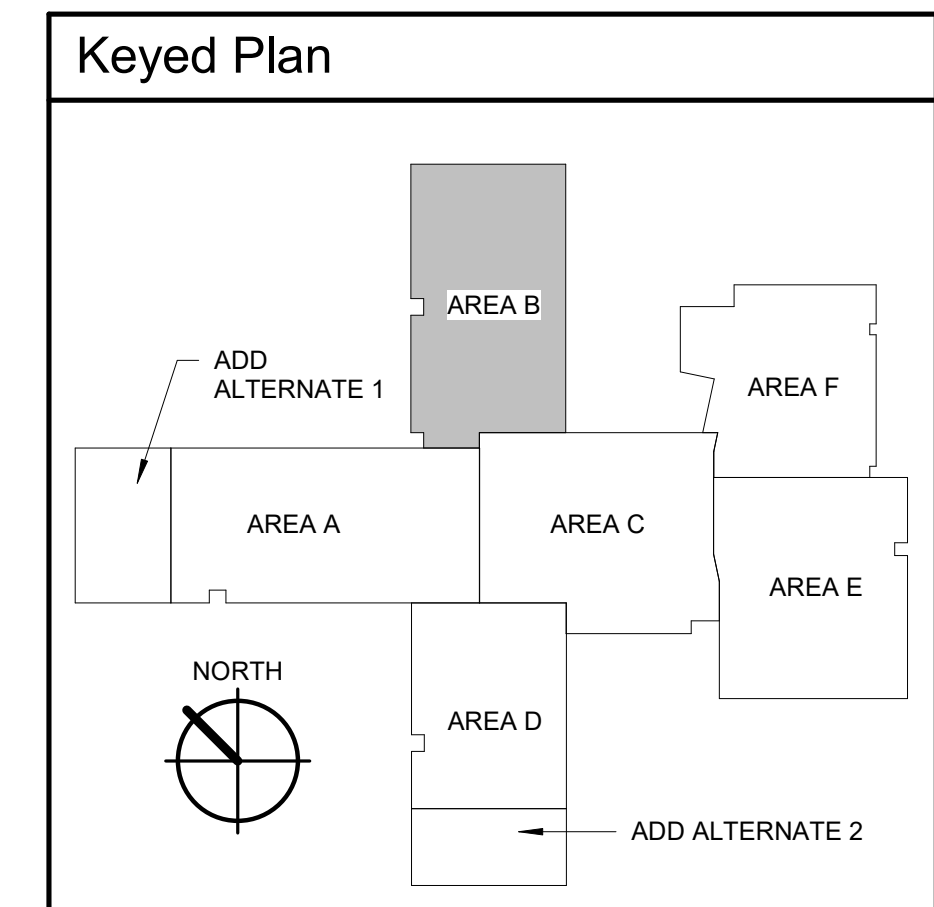 Keyed Plan
AREA B
ADD
ALTERNATE 1
AREA F
AREA A
AREA C
AREA E
NORTH
AREA D
ADD ALTERNATE 2